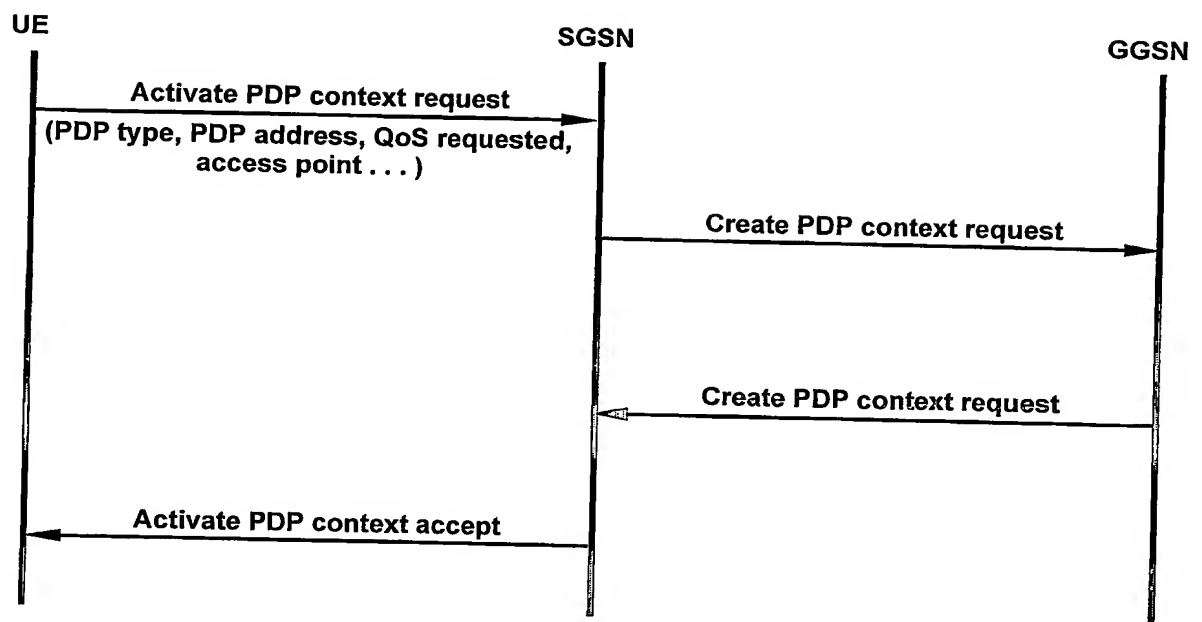 UE
SGSN
GGSN
Activate PDP context request
(PDP type, PDP address, QoS requested,
access point . . . )
Create PDP context request
Create PDP context request
Activate PDP context accept